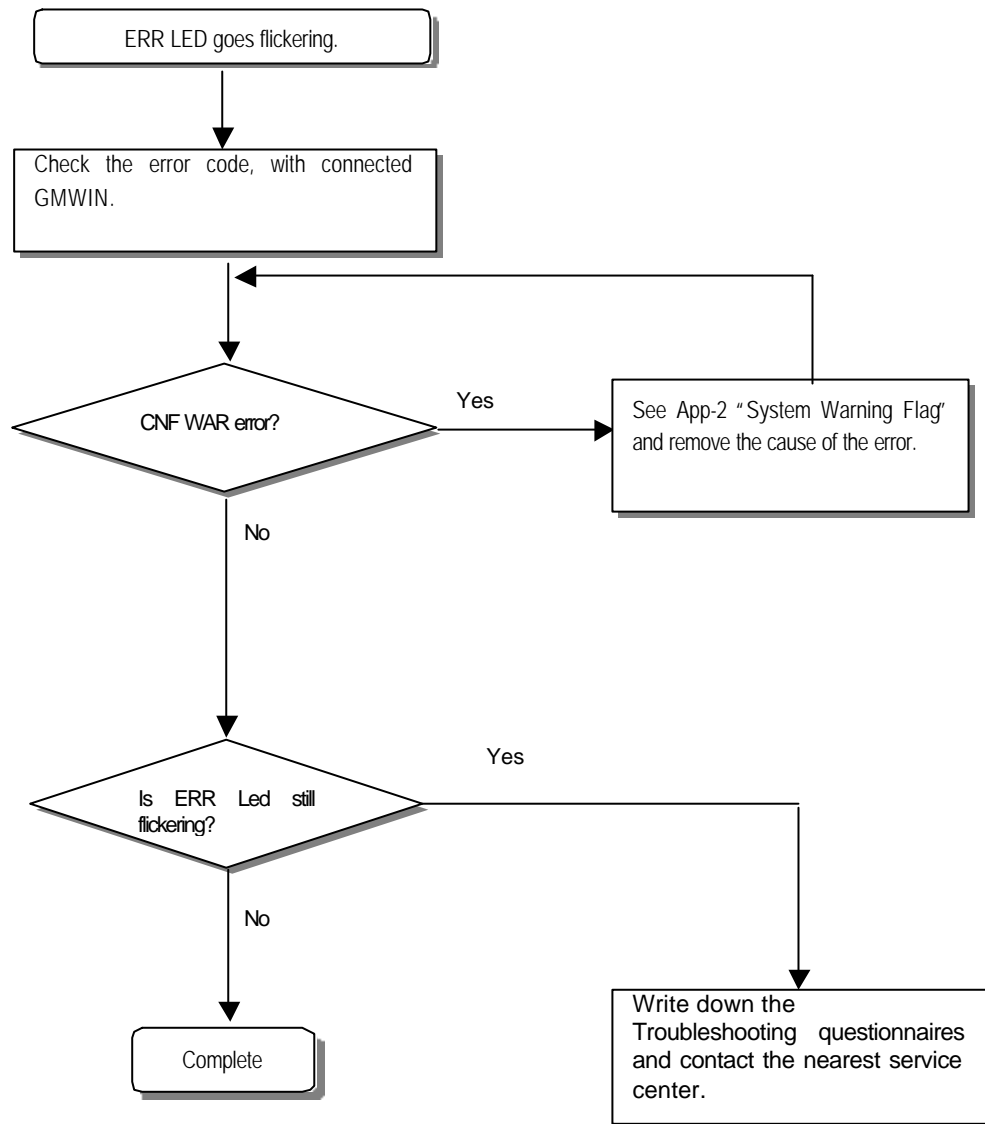 ERR LED goes flickering.
Check the error code, with connected
GMWIN.
CNF WAR error?
Yes
See App-2 “System Warning Flag”
and remove the cause of the error.
No
Is ERR Led still
flickering?
Yes
No
Complete
Write down the
Troubleshooting questionnaires
and contact the nearest service
center.